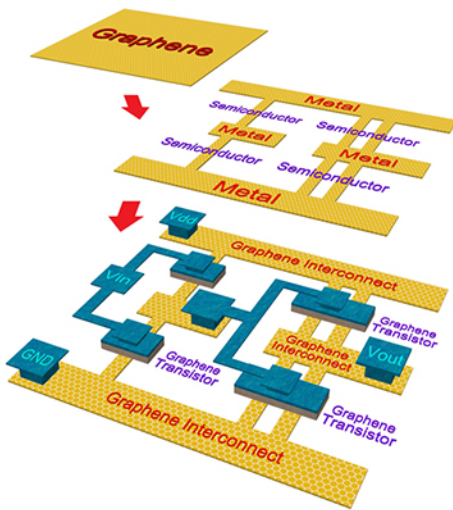 Graphene
Metal
Semiconductor
Semiconductor
Metal
Semiconductor
Metal
Semiconductor
Metal
Vdd
Graphene Interconnect
Vin
Graphene
Transistor
Graphene
Interconnect
Vout
GND
Graphene
Transistor
Graphene
Transistor
Graphene Interconnect